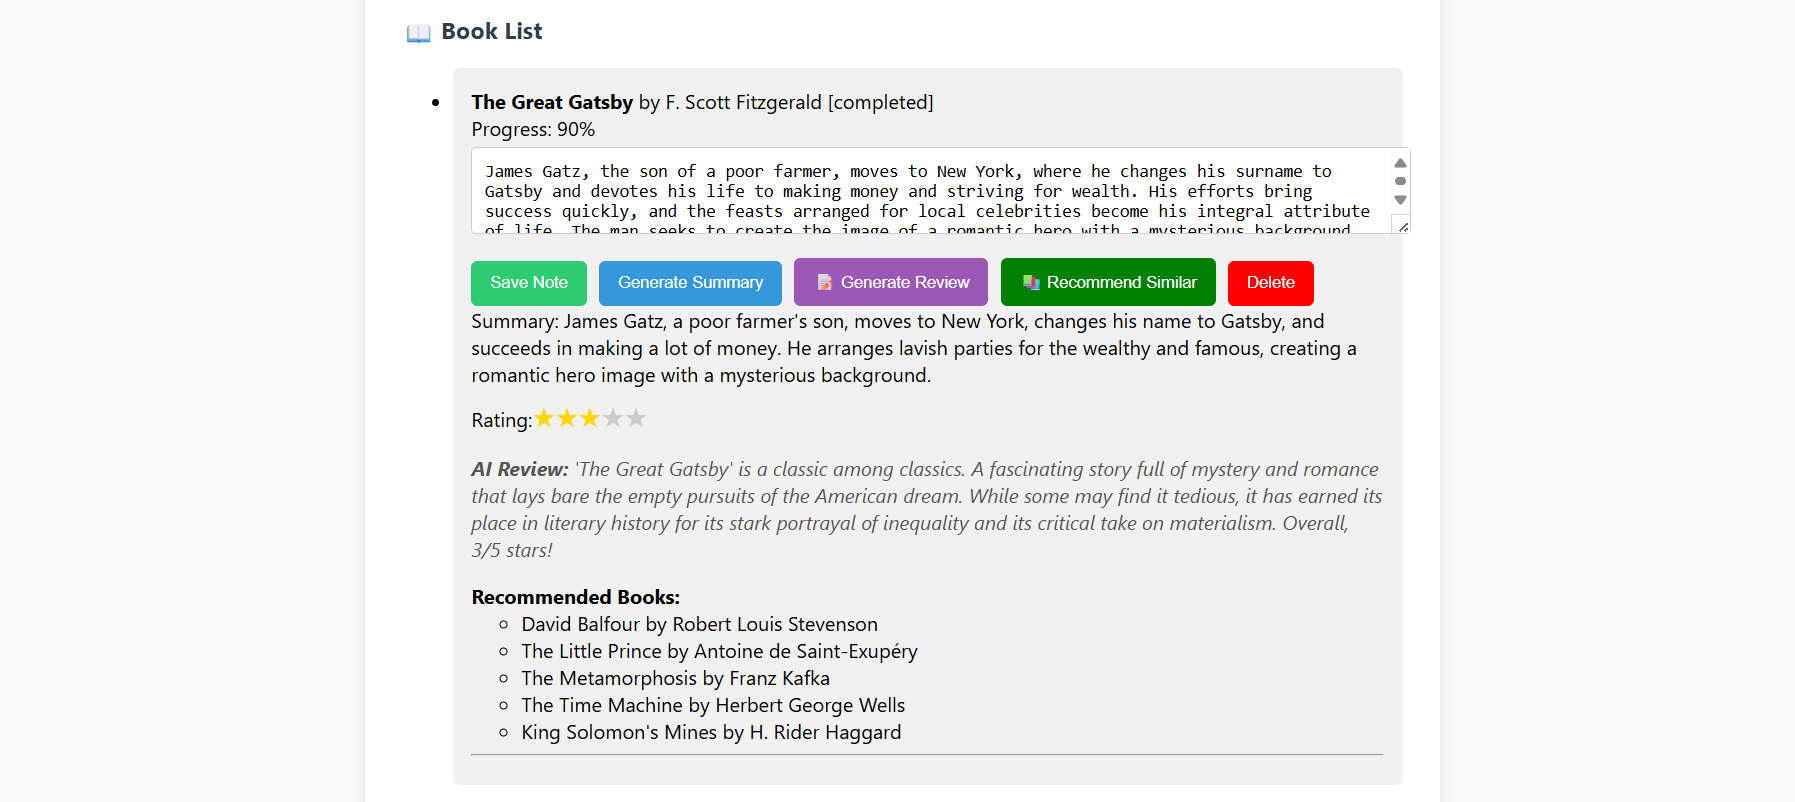 Book List
The Great Gatsby by F. Scott Fitzgerald [completed]
Progress: 90%
James Gatz, the son of a poor farmer, moves to New York, where he changes his surname to
Gatsby and devotes his life to making money and striving for wealth. His efforts bring
success quickly, and the feasts arranged for local celebrities become his integral attribute
of life. The man seeks to create the image of a romantic hero with a mysterious background
Save Note
Generate Summary
Generate Review
Recommend Similar
Delete
Summary: James Gatz, a poor farmer's son, moves to New York, changes his name to Gatsby, and
succeeds in making a lot of money. He arranges lavish parties for the wealthy and famous, creating a
romantic hero image with a mysterious background.
Rating:
AI Review: 'The Great Gatsby' is a classic among classics. A fascinating story full of mystery and romance
that lays bare the empty pursuits of the American dream. While some may find it tedious, it has earned its
place in literary history for its stark portrayal of inequality and its critical take on materialism. Overall,
3/5 stars!
Recommended Books:
David Balfour by Robert Louis Stevenson
The Little Prince by Antoine de Saint-Exupéry
The Metamorphosis by Franz Kafka
The Time Machine by Herbert George Wells
King Solomon's Mines by H. Rider Haggard